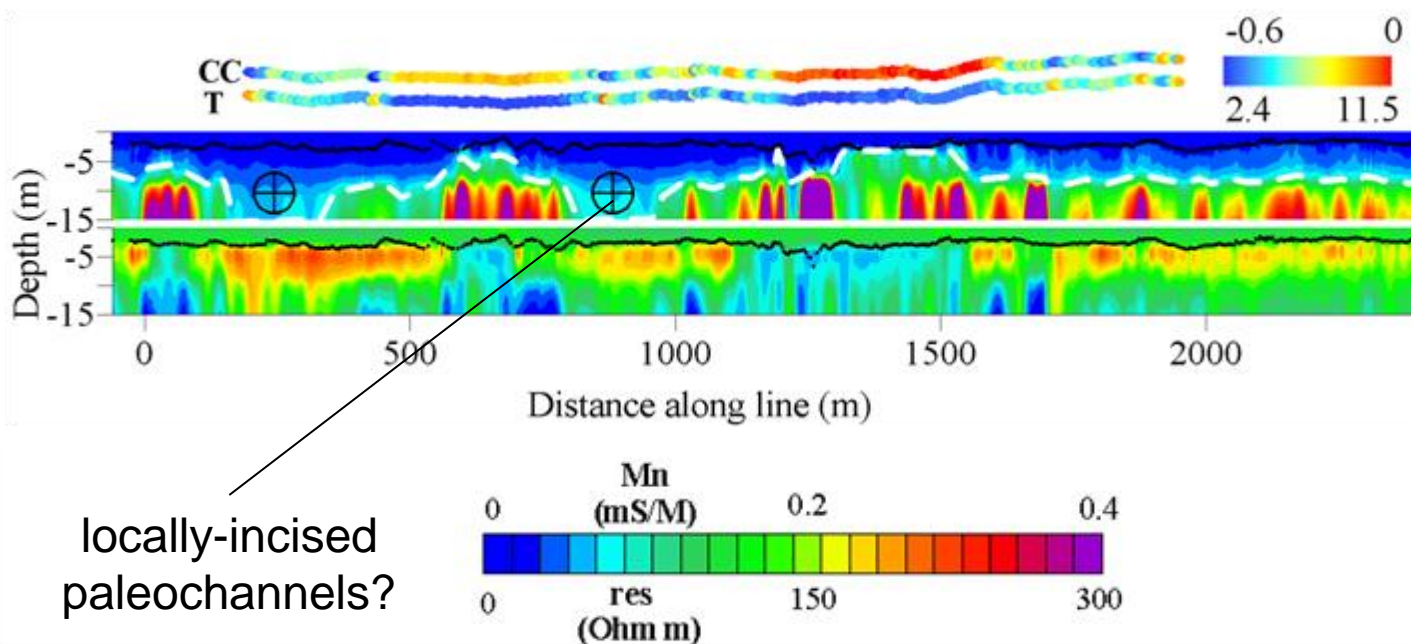 -0.6 0
CC
T
2.4 11.5
Depth (m)
-5
-15
-5
-15
0 500 1000 1500 2000
Distance along line (m)
locally-incised
paleochannels?
Mn
(mS/M)
0 0.2 0.4
0 150 300
res
(Ohm m)